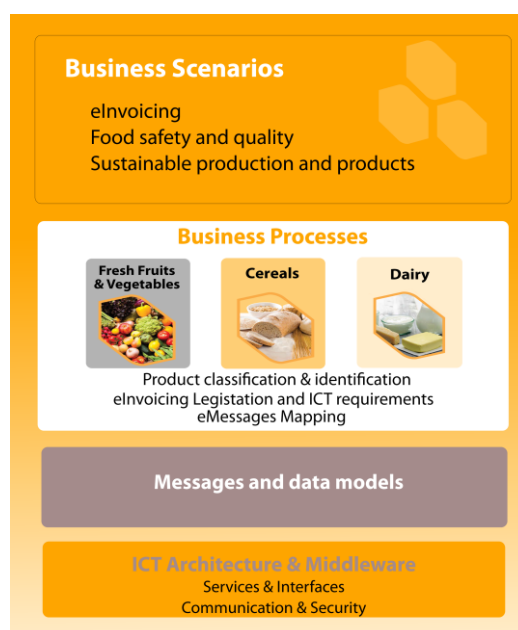 Business Scenarios
eInvoicing
Food safety and quality
Sustainable production and products
Business Processes
Fresh Fruits
& Vegetables
Cereals
Dairy
Product classification & identification
eInvoicing Legistation and ICT requirements
eMessages Mapping
Messages and data models
ICT Architecture & Middleware
Services & Interfaces
Communication & Security